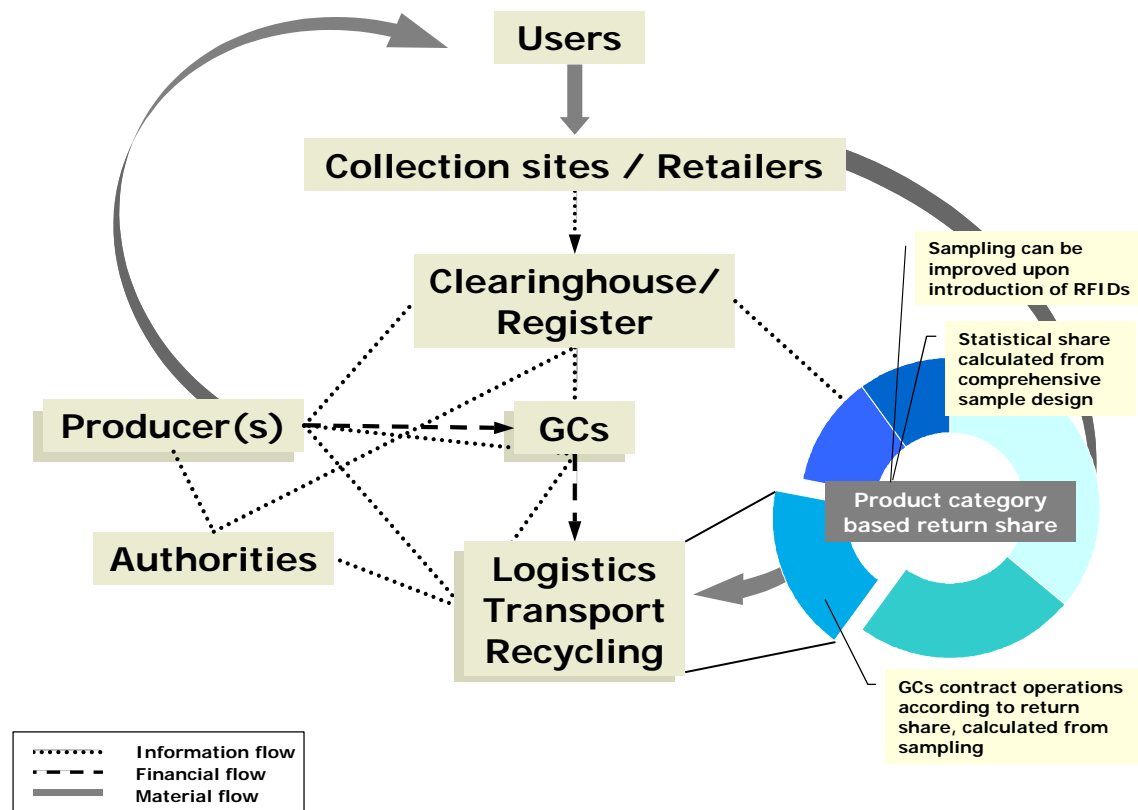 Users
Collection sites / Retailers
Sampling can be
improved upon
introduction of RFIDs
Clearinghouse/
Register
Statistical share
calculated from
comprehensive
sample design
Producer(s)
GCs
Product category
based return share
Authorities
Logistics
Transport
Recycling
GCs contract operations
according to return
share, calculated from
sampling
Information flow
Financial flow
Material flow